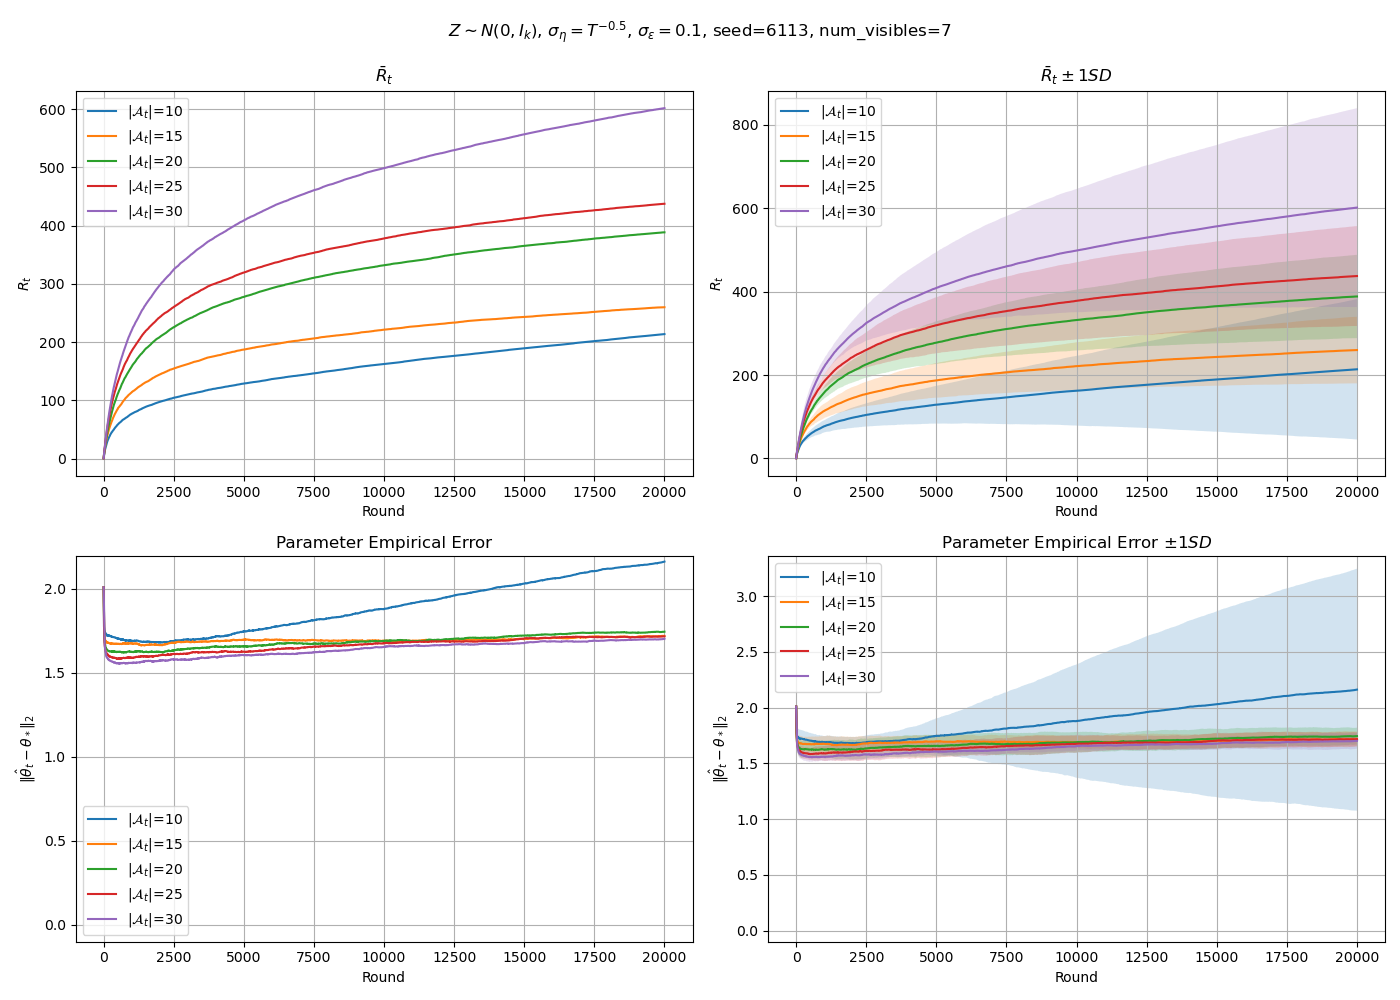 Z ∼ N(0, I_k), σ_η = T^{−0.5}, σ_ε = 0.1, seed=6113, num_visibles=7
R̄_t
|𝒜_t|=10
|𝒜_t|=15
|𝒜_t|=20
|𝒜_t|=25
|𝒜_t|=30
R_t
600
500
400
300
200
100
0
0 2500 5000 7500 10000 12500 15000 17500 20000
Round
R̄_t ± 1SD
|𝒜_t|=10
|𝒜_t|=15
|𝒜_t|=20
|𝒜_t|=25
|𝒜_t|=30
R_t
800
600
400
200
0
0 2500 5000 7500 10000 12500 15000 17500 20000
Round
Parameter Empirical Error
‖θ̂_t − θ_*‖_2
2.0
1.5
1.0
0.5
0.0
|𝒜_t|=10
|𝒜_t|=15
|𝒜_t|=20
|𝒜_t|=25
|𝒜_t|=30
0 2500 5000 7500 10000 12500 15000 17500 20000
Round
Parameter Empirical Error ±1SD
|𝒜_t|=10
|𝒜_t|=15
|𝒜_t|=20
|𝒜_t|=25
|𝒜_t|=30
‖θ̂_t − θ_*‖_2
3.0
2.5
2.0
1.5
1.0
0.5
0.0
0 2500 5000 7500 10000 12500 15000 17500 20000
Round